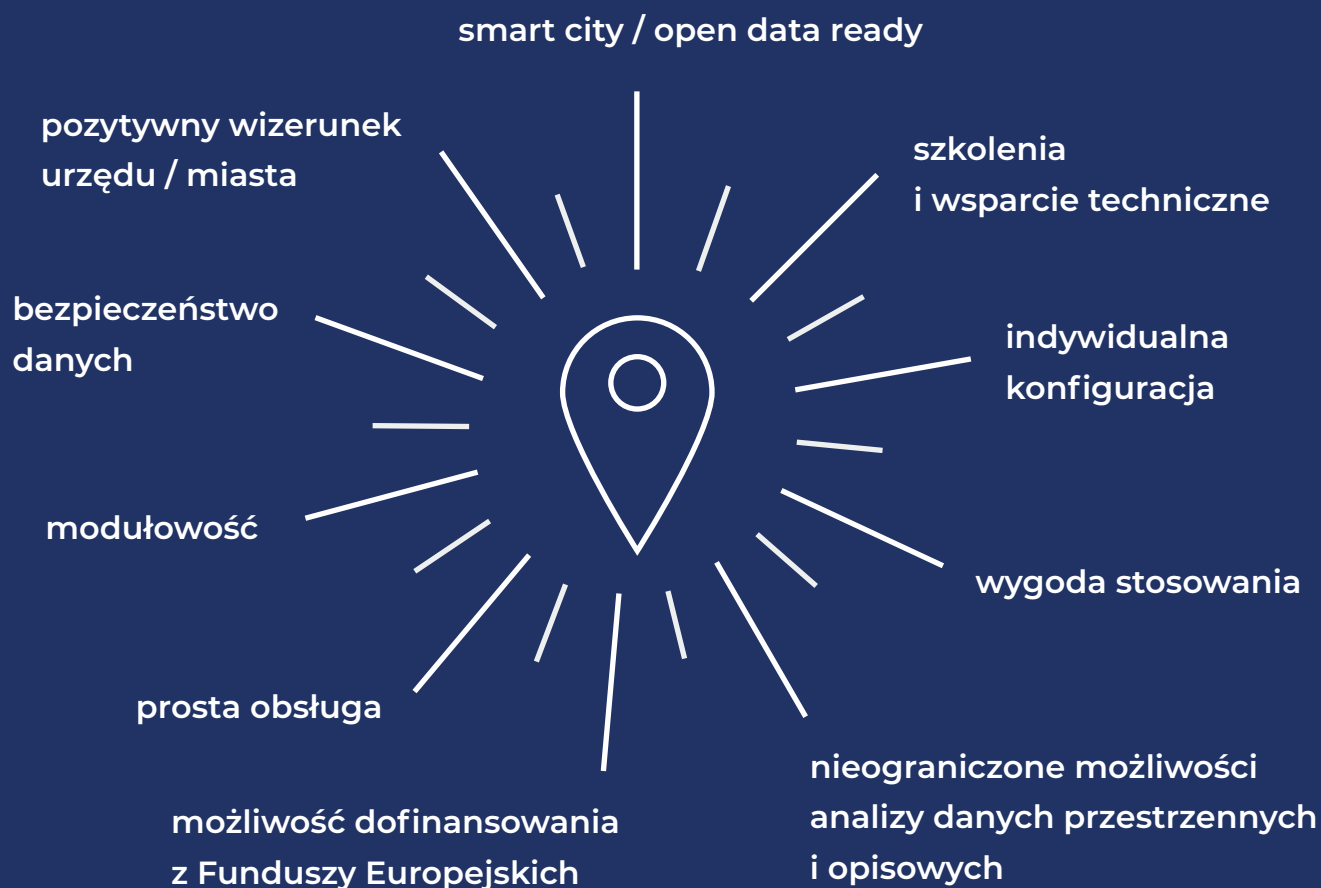 smart city / open data ready
pozytywny wizerunek
urzędu / miasta
szkolenia
i wsparcie techniczne
bezpieczeństwo
danych
indywidualna
konfiguracja
modułowość
wygoda stosowania
prosta obsługa
nieograniczone możliwości
analizy danych przestrzennych
i opisowych
możliwość dofinansowania
z Funduszy Europejskich